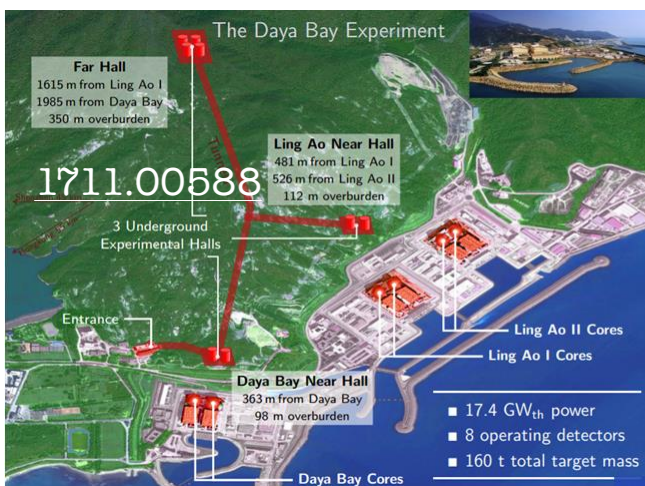 The Daya Bay Experiment
Far Hall
1615 m from Ling Ao I
1985 m from Daya Bay
350 m overburden
Ling Ao Near Hall
481 m from Ling Ao I
526 m from Ling Ao II
112 m overburden
1711.00588
3 Underground
Experimental Halls
Entrance
Ling Ao II Cores
Ling Ao I Cores
Daya Bay Near Hall
363 m from Daya Bay
98 m overburden
■ 17.4 GWth power
■ 8 operating detectors
■ 160 t total target mass
Daya Bay Cores